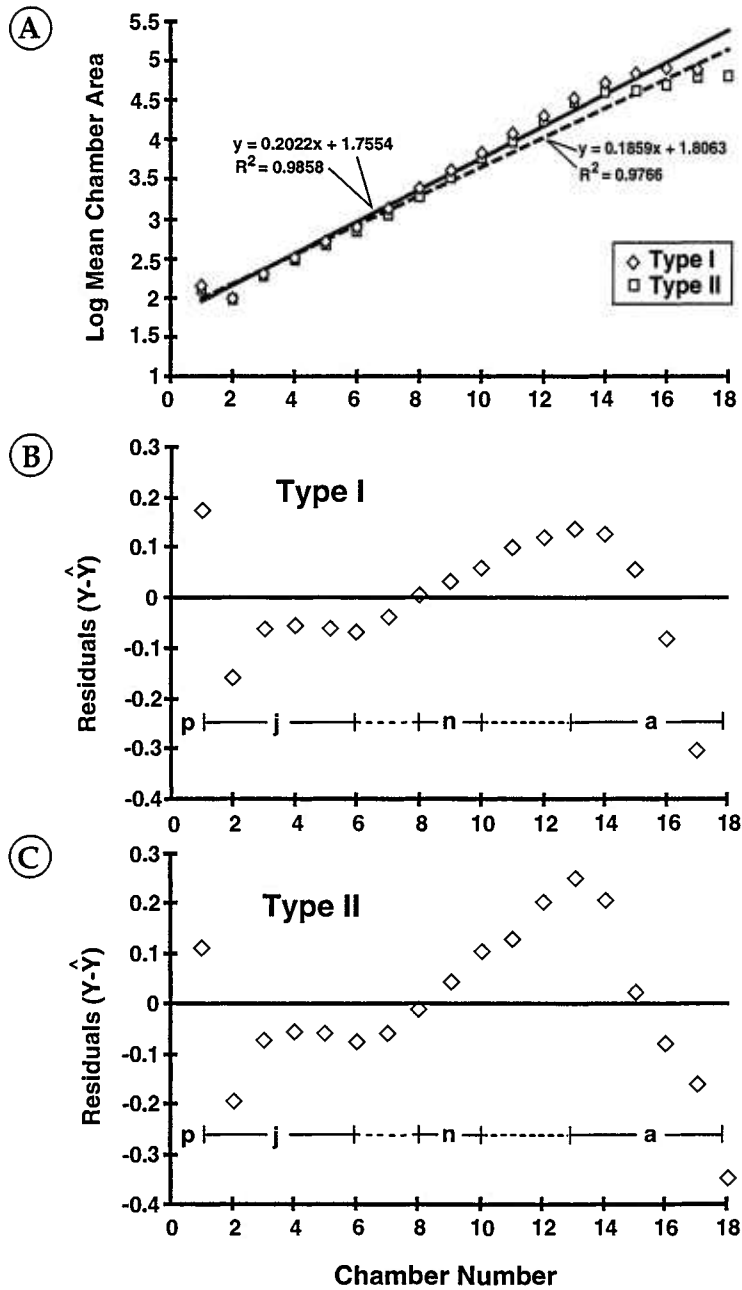 A
Log Mean Chamber Area
5.5
5
4.5
4
3.5
3
2.5
2
1.5
1
y = 0.2022x + 1.7554
R² = 0.9858
y = 0.1859x + 1.8063
R² = 0.9766
Type I
Type II
0 2 4 6 8 10 12 14 16 18
B
Residuals (Y-Ŷ)
0.3
0.2
0.1
0
-0.1
-0.2
-0.3
-0.4
Type I
p j n a
0 2 4 6 8 10 12 14 16 18
C
Residuals (Y-Ŷ)
0.3
0.2
0.1
0
-0.1
-0.2
-0.3
-0.4
Type II
p j n a
0 2 4 6 8 10 12 14 16 18
Chamber Number